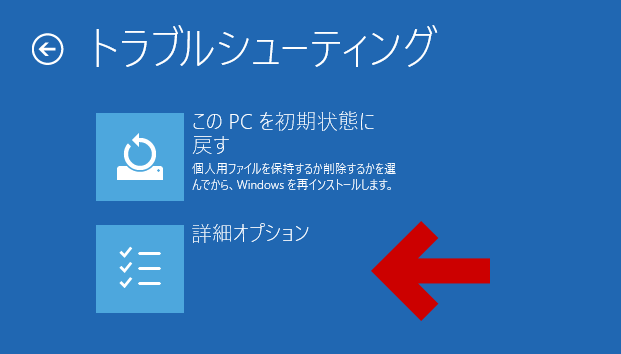 トラブルシューティング
この PC を初期状態に
戻す
個人用ファイルを保持するか削除するかを選
んでから、Windows を再インストールします。
詳細オプション